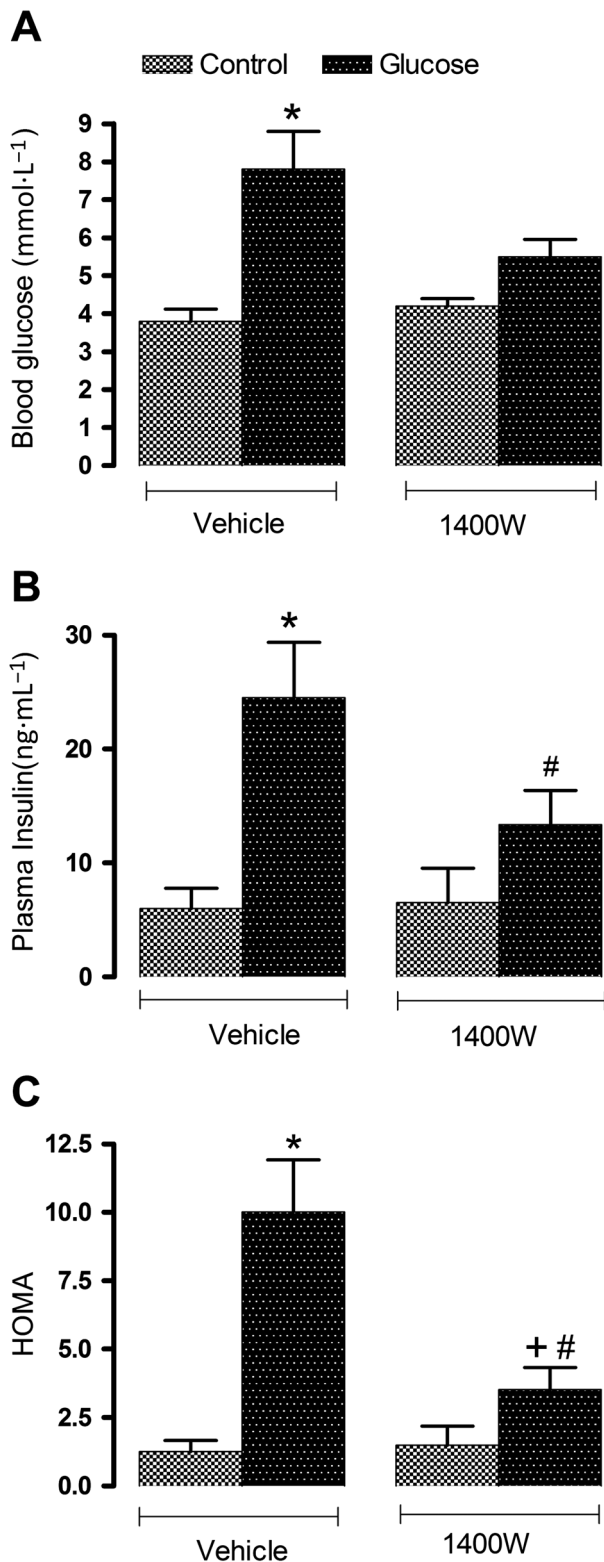 A
Control Glucose
Blood glucose (mmol·L−1)
9
8
7
6
5
4
3
2
1
0
*
Vehicle 1400W
B
Plasma Insulin(ng·mL−1)
30
20
10
0
*
#
Vehicle 1400W
C
HOMA
12.5
10.0
7.5
5.0
2.5
0.0
*
+ #
Vehicle 1400W